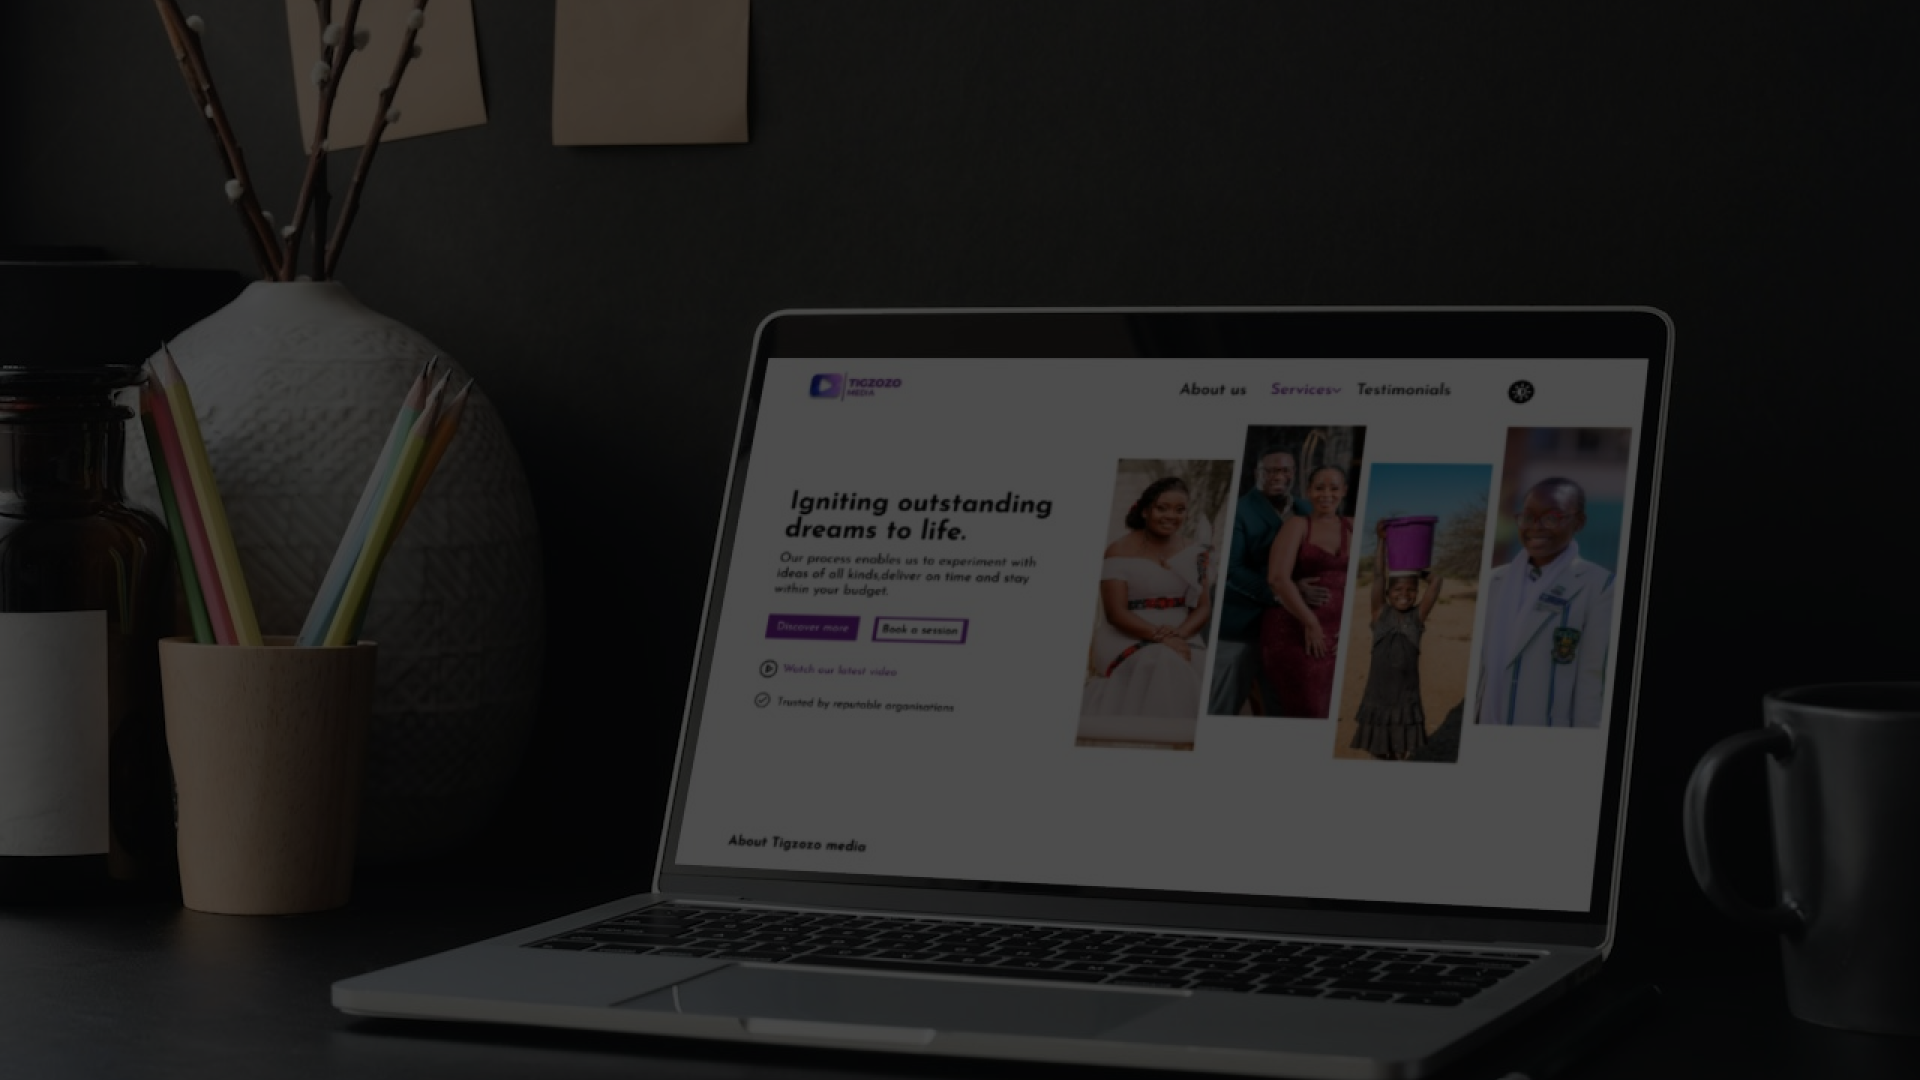 TIGZOZO
MEDIA
About us
Services
Testimonials
Igniting outstanding
dreams to life.
Our process enables us to experiment with
ideas of all kinds,deliver on time and stay
within your budget.
Discover more
Book a session
Watch our latest video
Trusted by reputable organisations
About Tigzozo media